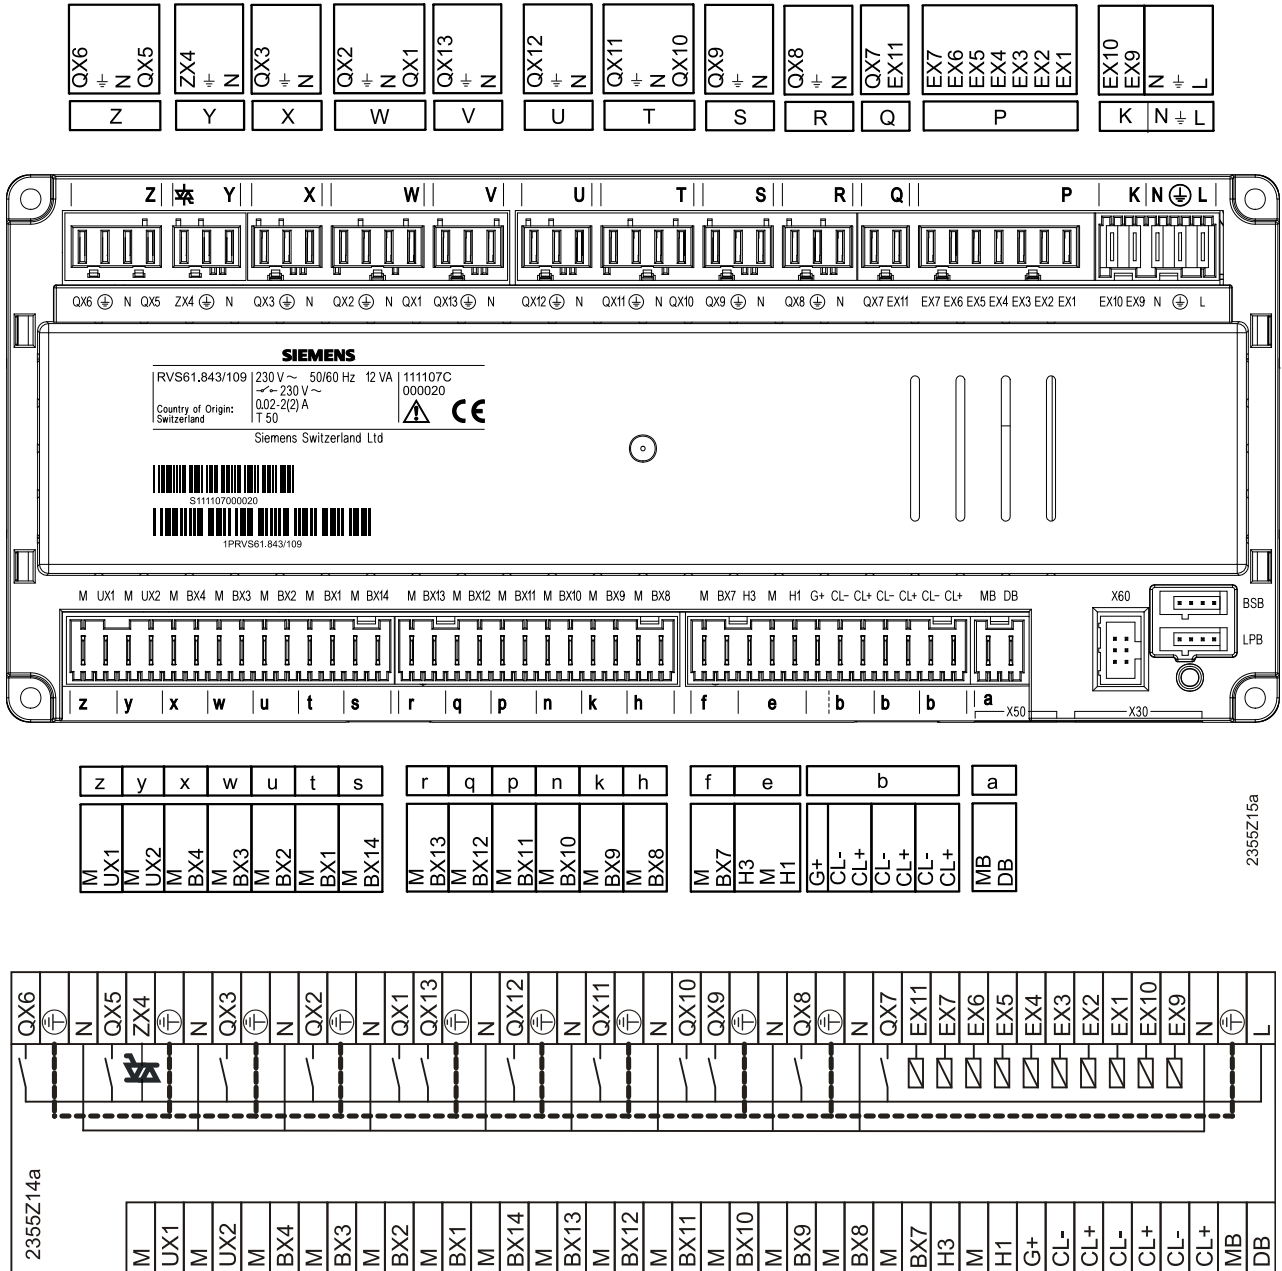 QX6 ⏚ N QX5 ZX4 ⏚ N QX3 ⏚ N QX2 ⏚ N QX1 QX13 ⏚ N QX12 ⏚ N QX11 ⏚ N QX10 QX9 ⏚ N QX8 ⏚ N QX7 EX11 EX7 EX6 EX5 EX4 EX3 EX2 EX1 EX10 EX9 N ⏚ L
Z Y X W V U T S R Q P K N ⏚ L
Z Y X W V U T S R Q P K N ⏚ L
QX6 ⏚ N QX5 ZX4 ⏚ N QX3 ⏚ N QX2 ⏚ N QX1 QX13 ⏚ N QX12 ⏚ N QX11 ⏚ N QX10 QX9 ⏚ N QX8 ⏚ N QX7 EX11 EX7 EX6 EX5 EX4 EX3 EX2 EX1 EX10 EX9 N ⏚ L
SIEMENS
RVS61.843/109 230 V ~ 50/60 Hz 12 VA 111107C
230 V ~ 000020
Country of Origin: 0.02-2(2) A
Switzerland T 50 CE
Siemens Switzerland Ltd
S111107000020
1PRVS61.843/109
M UX1 M UX2 M BX4 M BX3 M BX2 M BX1 M BX14 M BX13 M BX12 M BX11 M BX10 M BX9 M BX8 M BX7 H3 M H1 G+ CL- CL+ CL- CL+ CL- CL+ MB DB X60 BSB
LPB
z y x w u t s r q p n k h f e b b b a
X50 X30
z y x w u t s r q p n k h f e b a
M UX1 M UX2 M BX4 M BX3 M BX2 M BX1 M BX14 M BX13 M BX12 M BX11 M BX10 M BX9 M BX8 M BX7 H3 M H1 G+ CL- CL+ CL- CL+ CL- CL+ MB DB
2355Z15a
QX6 ⏚ N QX5 ZX4 ⏚ N QX3 ⏚ N QX2 ⏚ N QX1 QX13 ⏚ N QX12 ⏚ N QX11 ⏚ N QX10 QX9 ⏚ N QX8 ⏚ N QX7 EX11 EX7 EX6 EX5 EX4 EX3 EX2 EX1 EX10 EX9 N ⏚ L
2355Z14a
M UX1 M UX2 M BX4 M BX3 M BX2 M BX1 M BX14 M BX13 M BX12 M BX11 M BX10 M BX9 M BX8 M BX7 H3 M H1 G+ CL- CL+ CL- CL+ CL- CL+ MB DB